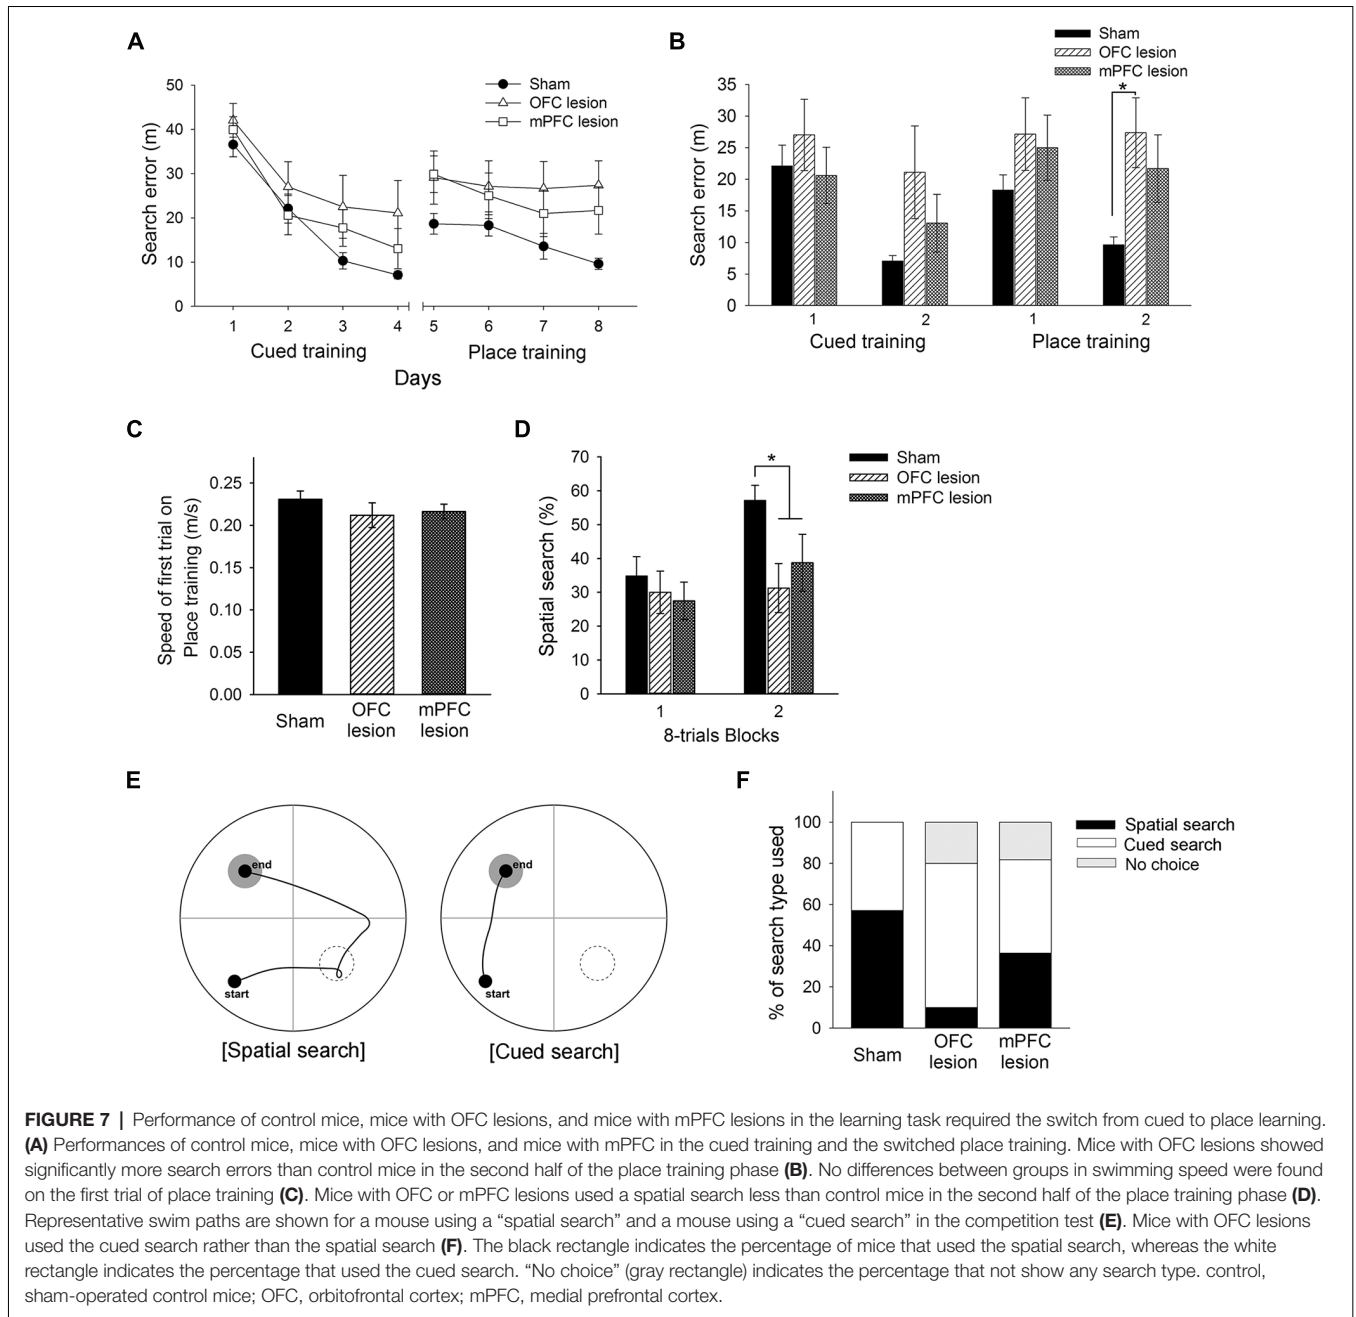 A
50
40
30
20
10
0
Search error (m)
Sham
OFC lesion
mPFC lesion
1 2 3 4 5 6 7 8
Cued training Place training
Days
B
Sham
OFC lesion
mPFC lesion
35
30
25
20
15
10
5
0
Search error (m)
*
1 2 1 2
Cued training Place training
C
0.25
0.20
0.15
0.10
0.05
0.00
Speed of first trial on
Place training (m/s)
Sham
OFC
lesion
mPFC
lesion
D
70
60
50
40
30
20
10
0
Spatial search (%)
*
Sham
OFC lesion
mPFC lesion
1 2
8-trials Blocks
E
end
start
[Spatial search]
end
start
[Cued search]
F
100
80
60
40
20
0
% of search type used
Spatial search
Cued search
No choice
Sham
OFC
lesion
mPFC
lesion
FIGURE 7 | Performance of control mice, mice with OFC lesions, and mice with mPFC lesions in the learning task required the switch from cued to place learning.
(A) Performances of control mice, mice with OFC lesions, and mice with mPFC in the cued training and the switched place training. Mice with OFC lesions showed
significantly more search errors than control mice in the second half of the place training phase (B). No differences between groups in swimming speed were found
on the first trial of place training (C). Mice with OFC or mPFC lesions used a spatial search less than control mice in the second half of the place training phase (D).
Representative swim paths are shown for a mouse using a “spatial search” and a mouse using a “cued search” in the competition test (E). Mice with OFC lesions
used the cued search rather than the spatial search (F). The black rectangle indicates the percentage of mice that used the spatial search, whereas the white
rectangle indicates the percentage that used the cued search. “No choice” (gray rectangle) indicates the percentage that not show any search type. control,
sham-operated control mice; OFC, orbitofrontal cortex; mPFC, medial prefrontal cortex.